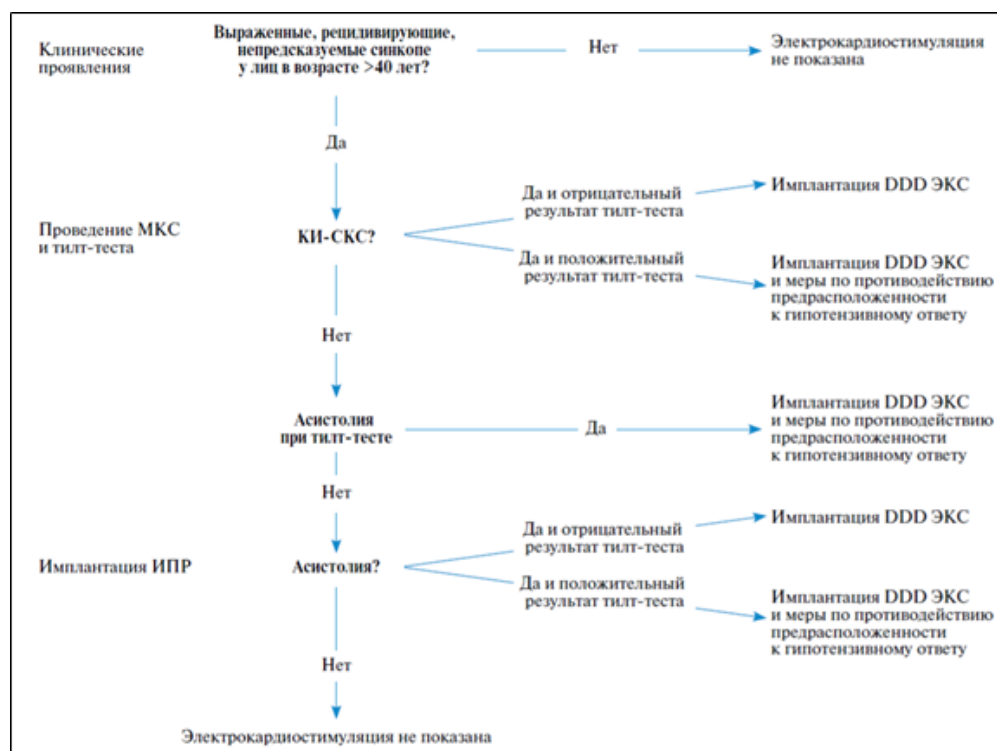 Клинические
проявления
Выраженные, рецидивирующие,
непредсказуемые синкопе
у лиц в возрасте >40 лет?
Нет
Электрокардиостимуляция
не показана
Да
Проведение МКС
и тилт-теста
КИ-СКС?
Да и отрицательный
результат тилт-теста
Имплантация DDD ЭКС
Да и положительный
результат тилт-теста
Имплантация DDD ЭКС
и меры по противодействию
предрасположенности
к гипотензивному ответу
Нет
Асистолия
при тилт-тесте
Да
Имплантация DDD ЭКС
и меры по противодействию
предрасположенности
к гипотензивному ответу
Нет
Имплантация ИПР
Асистолия?
Да и отрицательный
результат тилт-теста
Имплантация DDD ЭКС
Да и положительный
результат тилт-теста
Имплантация DDD ЭКС
и меры по противодействию
предрасположенности
к гипотензивному ответу
Нет
Электрокардиостимуляция не показана